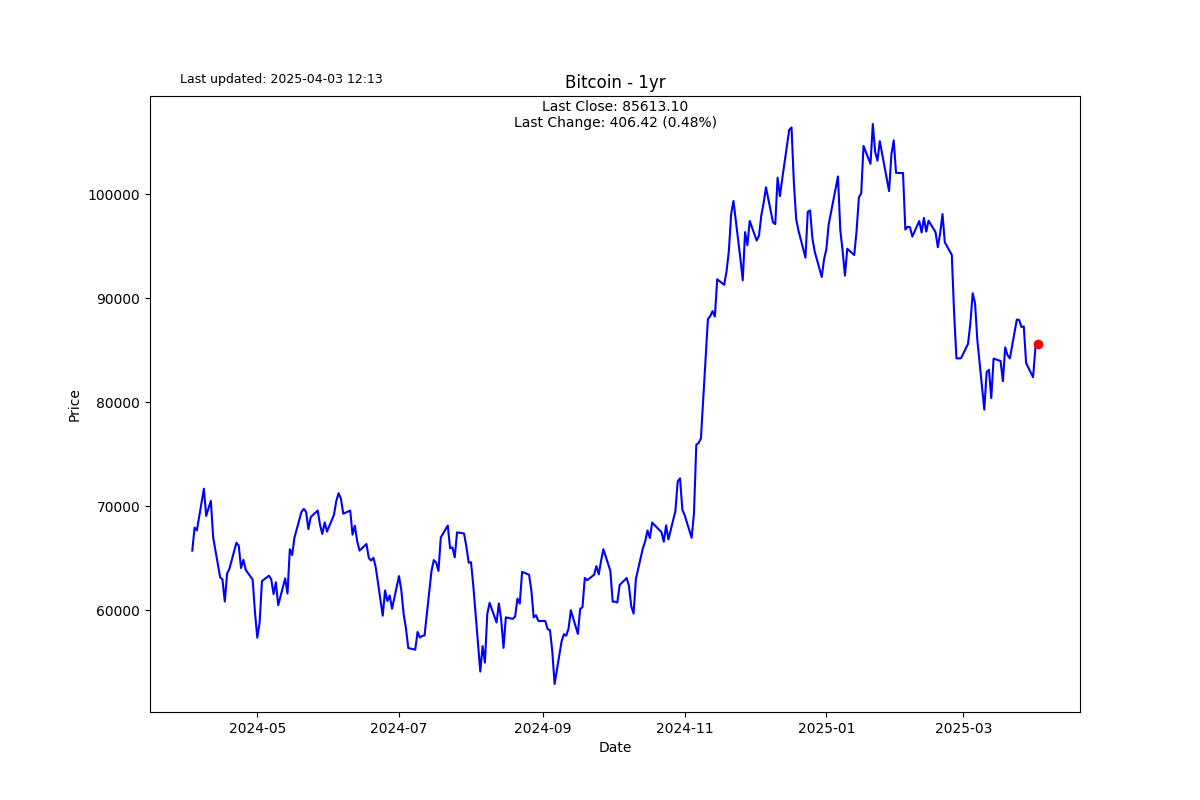 Last updated: 2025-04-03 12:13
Bitcoin - 1yr
Last Close: 85613.10
Last Change: 406.42 (0.48%)
100000
90000
80000
70000
60000
Price
2024-05
2024-07
2024-09
2024-11
2025-01
2025-03
Date